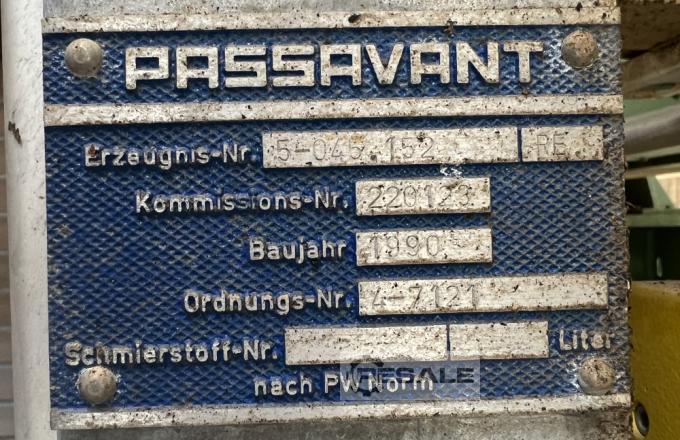 PASSAVANT
Erzeugnis-Nr. 5-045.152 RE
Kommissions-Nr. 220123
Baujahr 1990
Ordnungs-Nr. 4-7121
Schmierstoff-Nr. Liter
nach PW Norm
RESALE